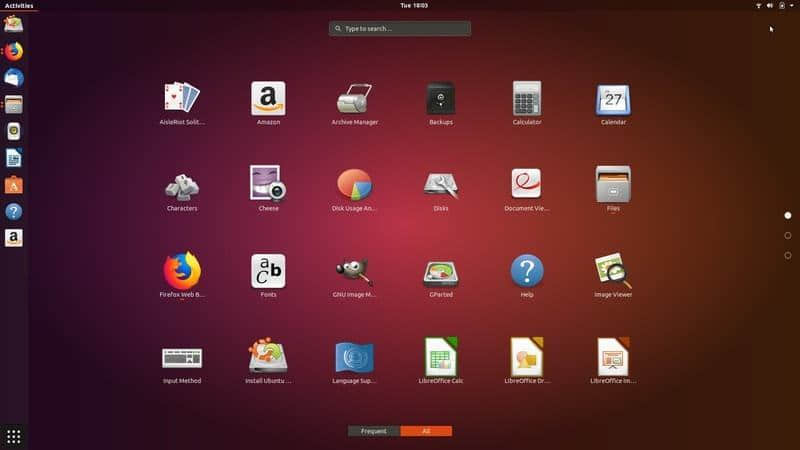 Activities
Tue 18:03
Type to search…
AisleRiot Solit…
Amazon
Archive Manager
Backups
Calculator
Calendar
Characters
Cheese
Disk Usage An…
Disks
Document Vie…
Files
Firefox Web B…
Fonts
GNU Image M…
GParted
Help
Image Viewer
Input Method
Install Ubuntu …
Language Sup…
LibreOffice Calc
LibreOffice Dr…
LibreOffice Im…
Frequent
All